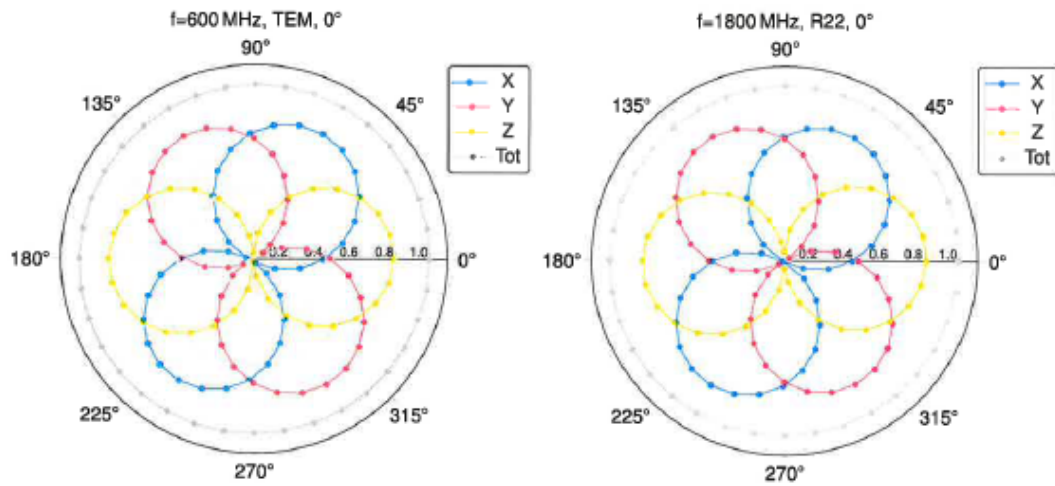 f=600 MHz, TEM, 0°
90°
135°
45°
X
Y
Z
Tot
180°
0.2 0.4 0.6 0.8 1.0
0°
225°
315°
270°
f=1800 MHz, R22, 0°
90°
135°
45°
X
Y
Z
Tot
180°
0.2 0.4 0.6 0.8 1.0
0°
225°
315°
270°